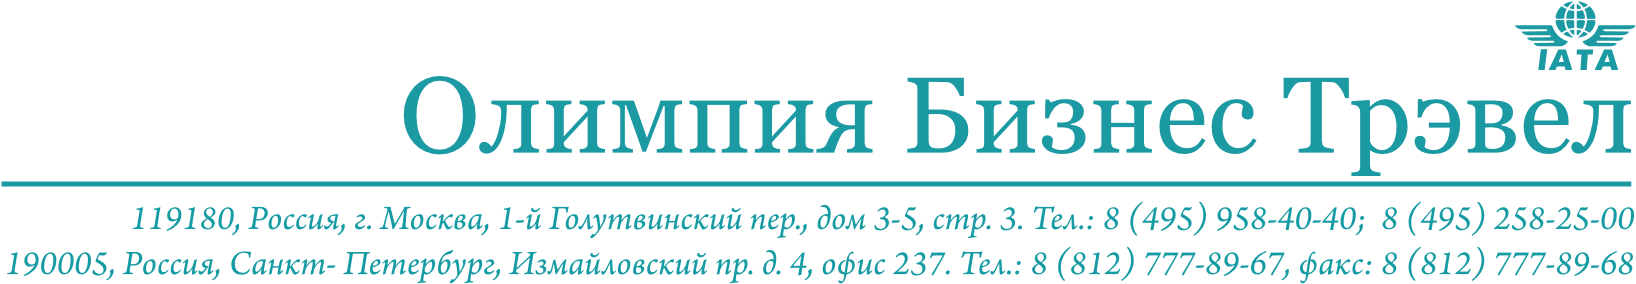 IATA
Олимпия Бизнес Трэвел
119180, Россия, г. Москва, 1-й Голутвинский пер., дом 3-5, стр. 3. Тел.: 8 (495) 958-40-40; 8 (495) 258-25-00
190005, Россия, Санкт- Петербург, Измайловский пр. д. 4, офис 237. Тел.: 8 (812) 777-89-67, факс: 8 (812) 777-89-68